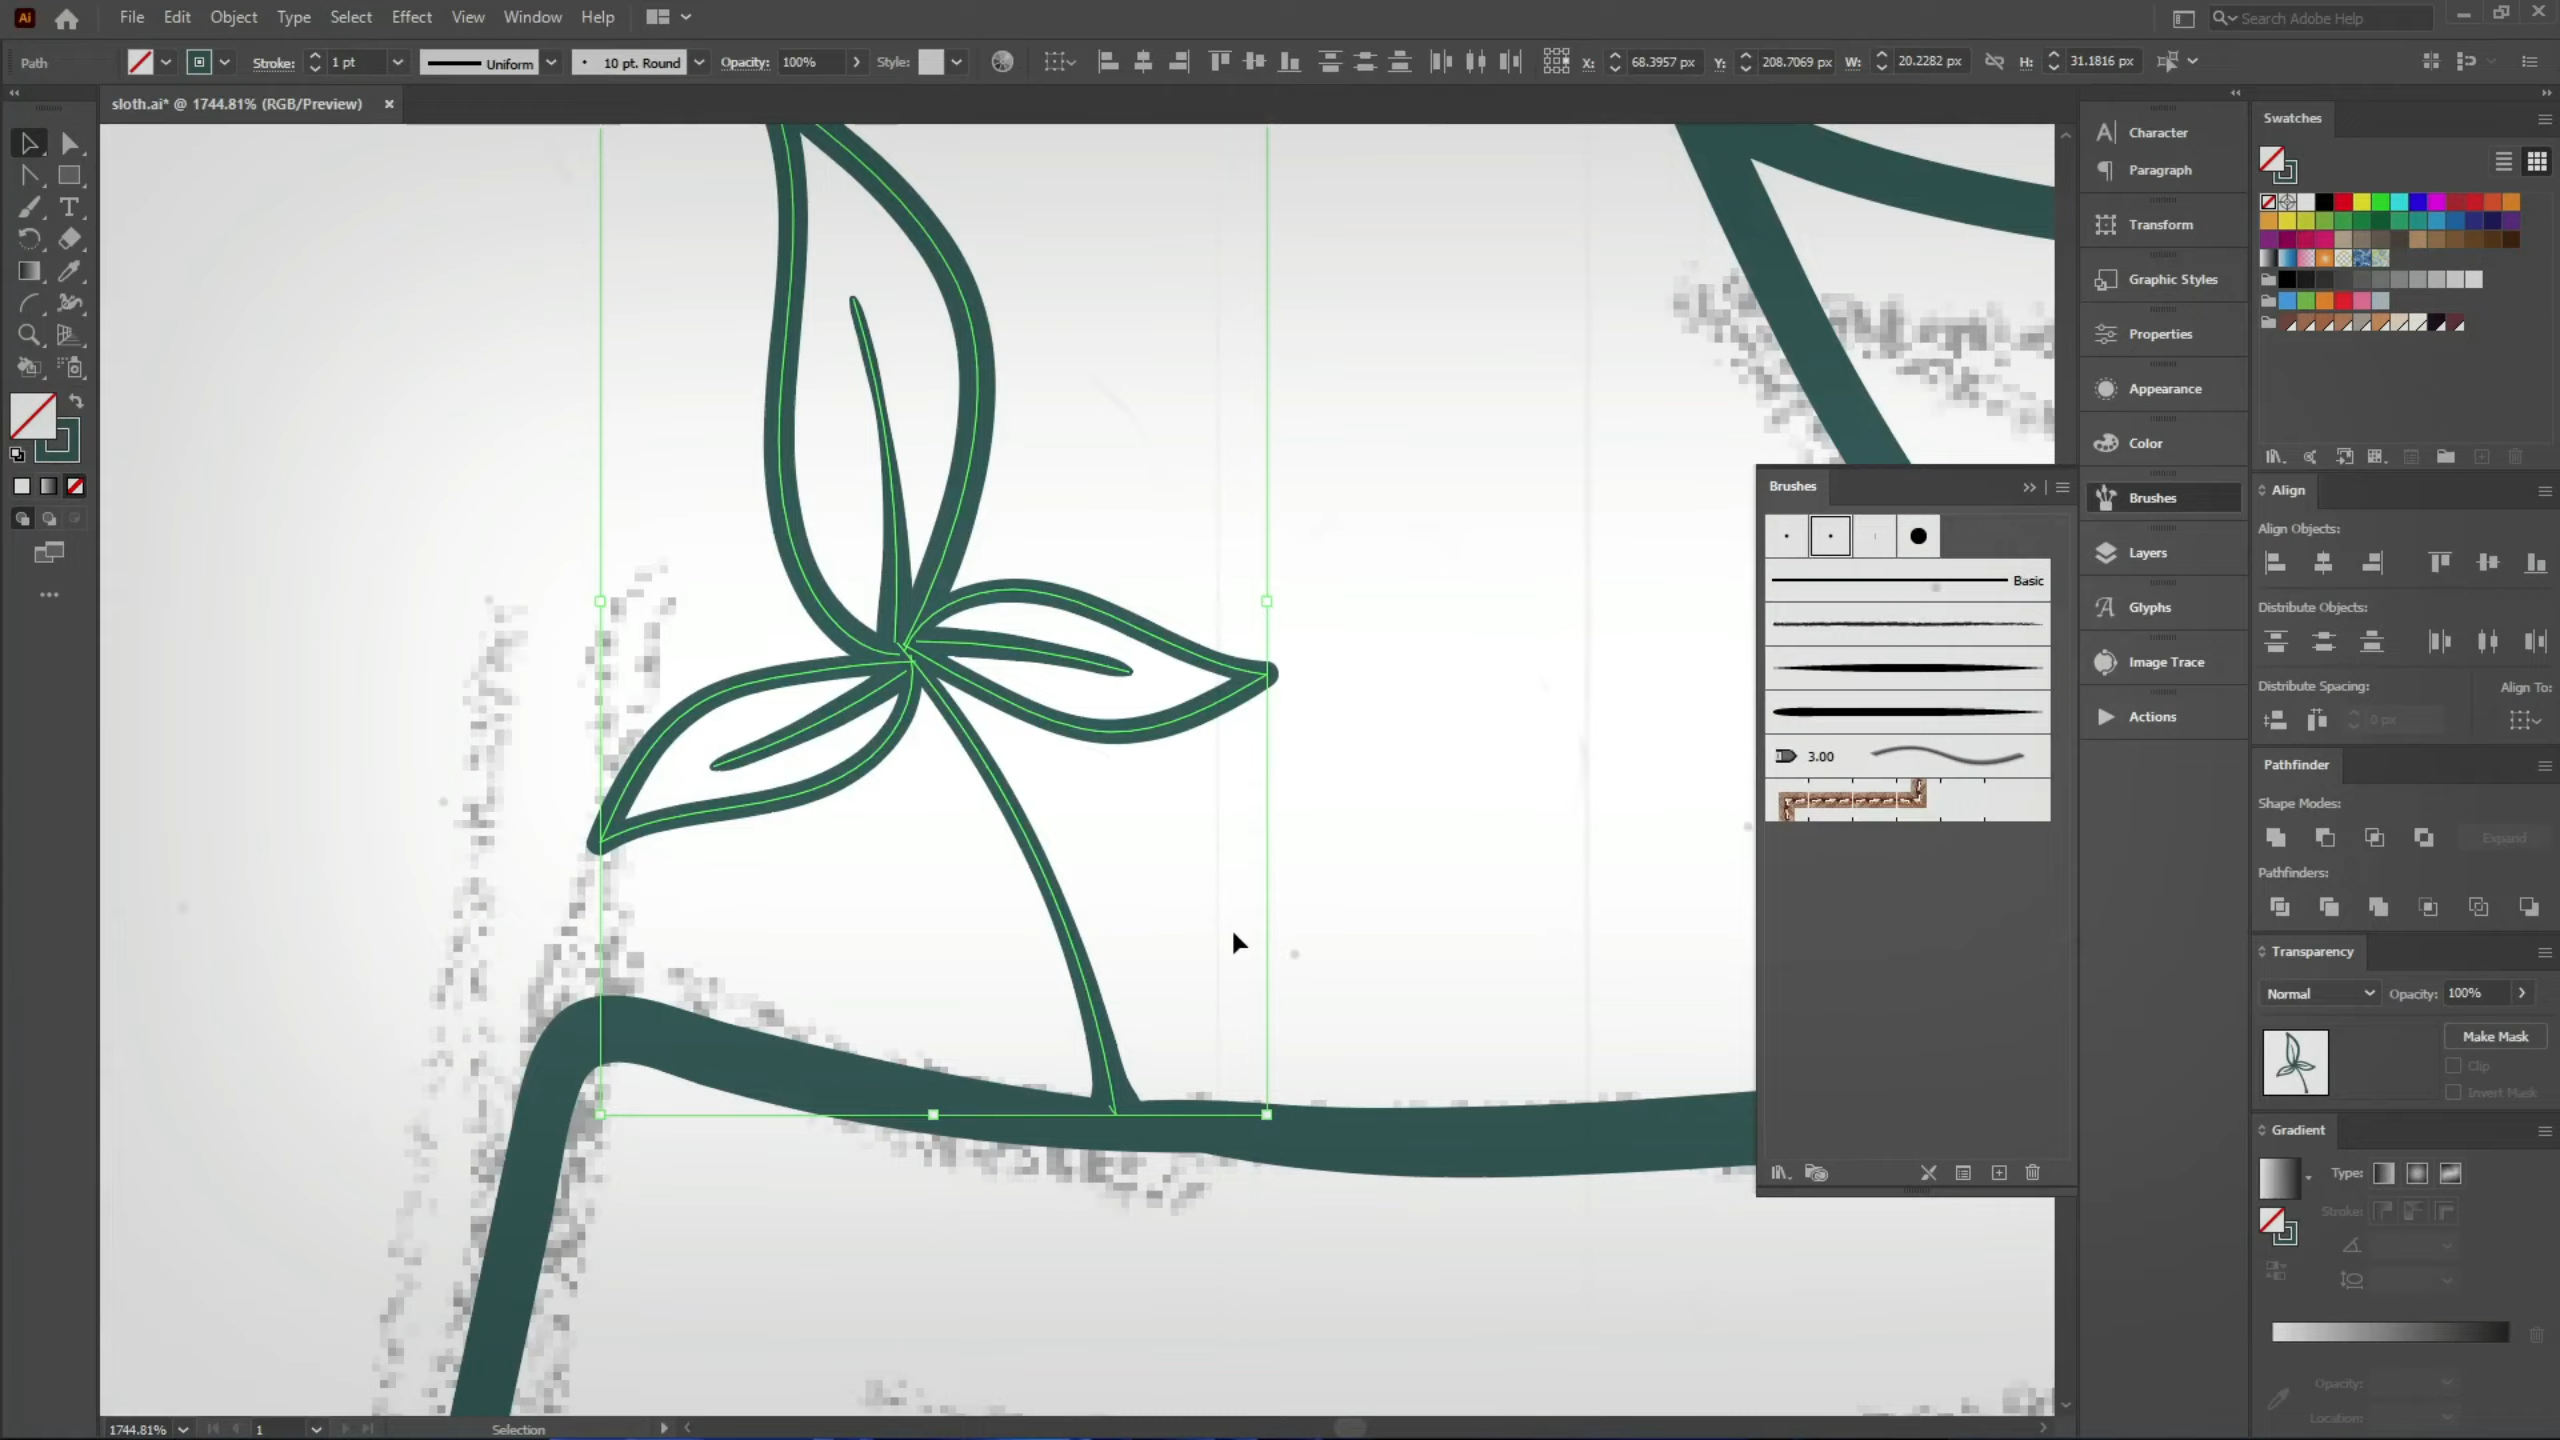 Ai File Edit Object Type Select Effect View Window Help Search Adobe Help
Path Stroke: 1 pt Uniform 10 pt. Round Opacity: 100% Style: X: 68.3957 px Y: 208.7069 px W: 20.2282 px H: 31.1816 px
sloth.ai* @ 1744.81% (RGB/Preview)
Character
Paragraph
Transform
Graphic Styles
Properties
Appearance
Color
Brushes
Layers
Glyphs
Image Trace
Actions
Brushes
Basic
3.00
Swatches
Align
Align Objects:
Distribute Objects:
Distribute Spacing: Align To:
0 px
Pathfinder
Shape Modes:
Expand
Pathfinders:
Transparency
Normal Opacity: 100%
Make Mask
Clip
Invert Mask
Gradient
Type:
Stroke:
Opacity:
Location:
1744.81% 1 Selection